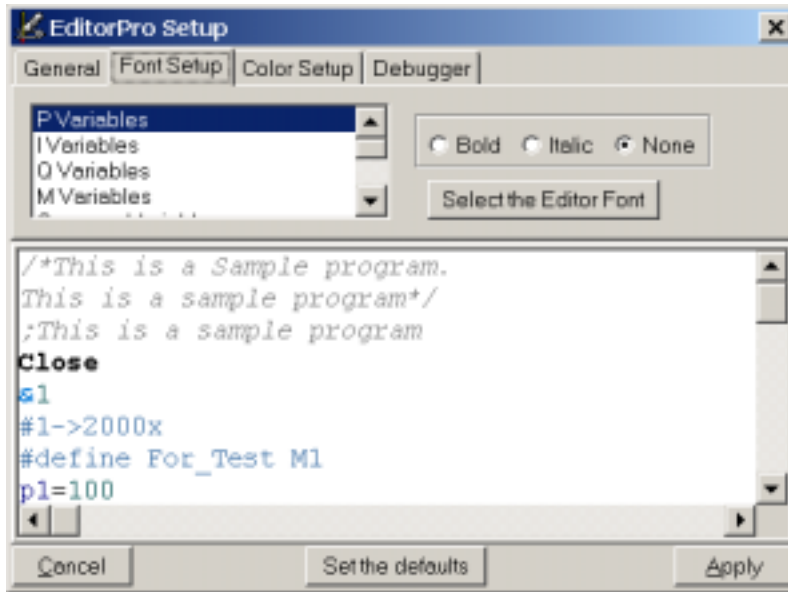 EditorPro Setup
General Font Setup Color Setup Debugger
P Variables
I Variables
Q Variables
M Variables
Bold Italic None
Select the Editor Font
/*This is a Sample program.
This is a sample program*/
;This is a sample program
Close
&1
#1->2000x
#define For_Test M1
p1=100
Cancel Set the defaults Apply